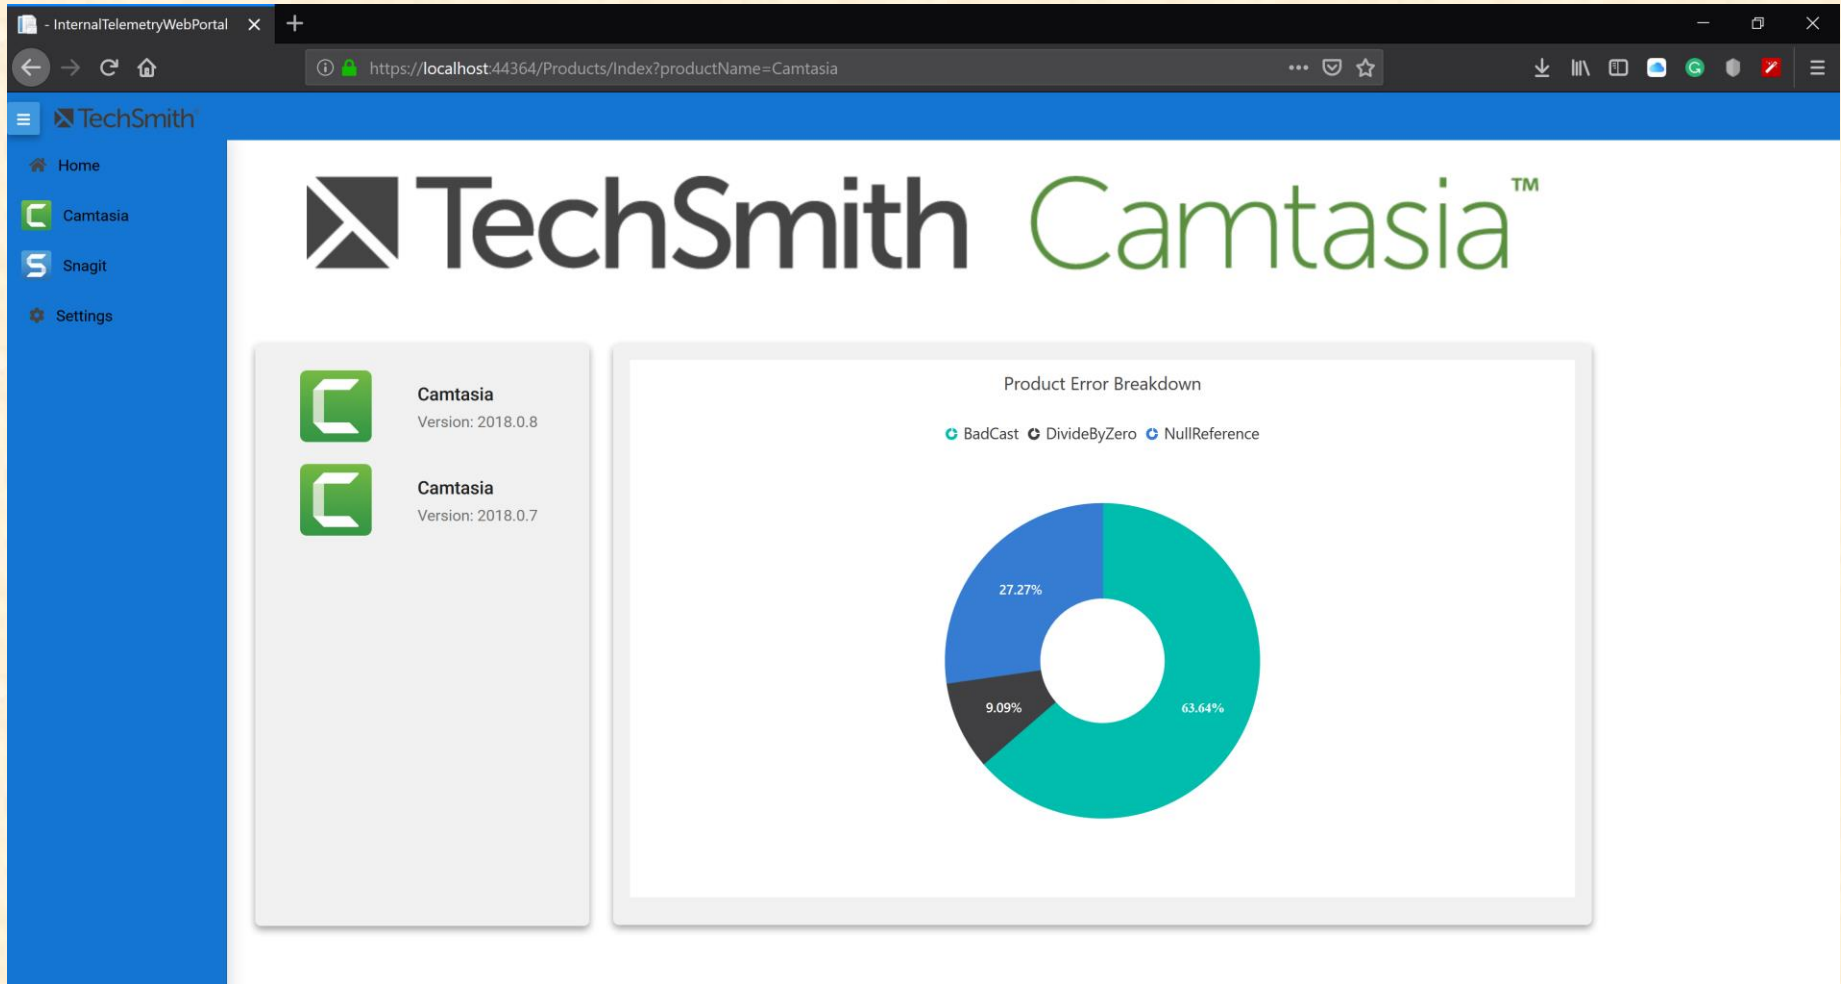 - InternalTelemetryWebPortal
https://localhost:44364/Products/Index?productName=Camtasia
TechSmith
Home
Camtasia
Snagit
Settings
TechSmith Camtasia™
Camtasia
Version: 2018.0.8
Camtasia
Version: 2018.0.7
Product Error Breakdown
BadCast DivideByZero NullReference
27.27%
9.09%
63.64%